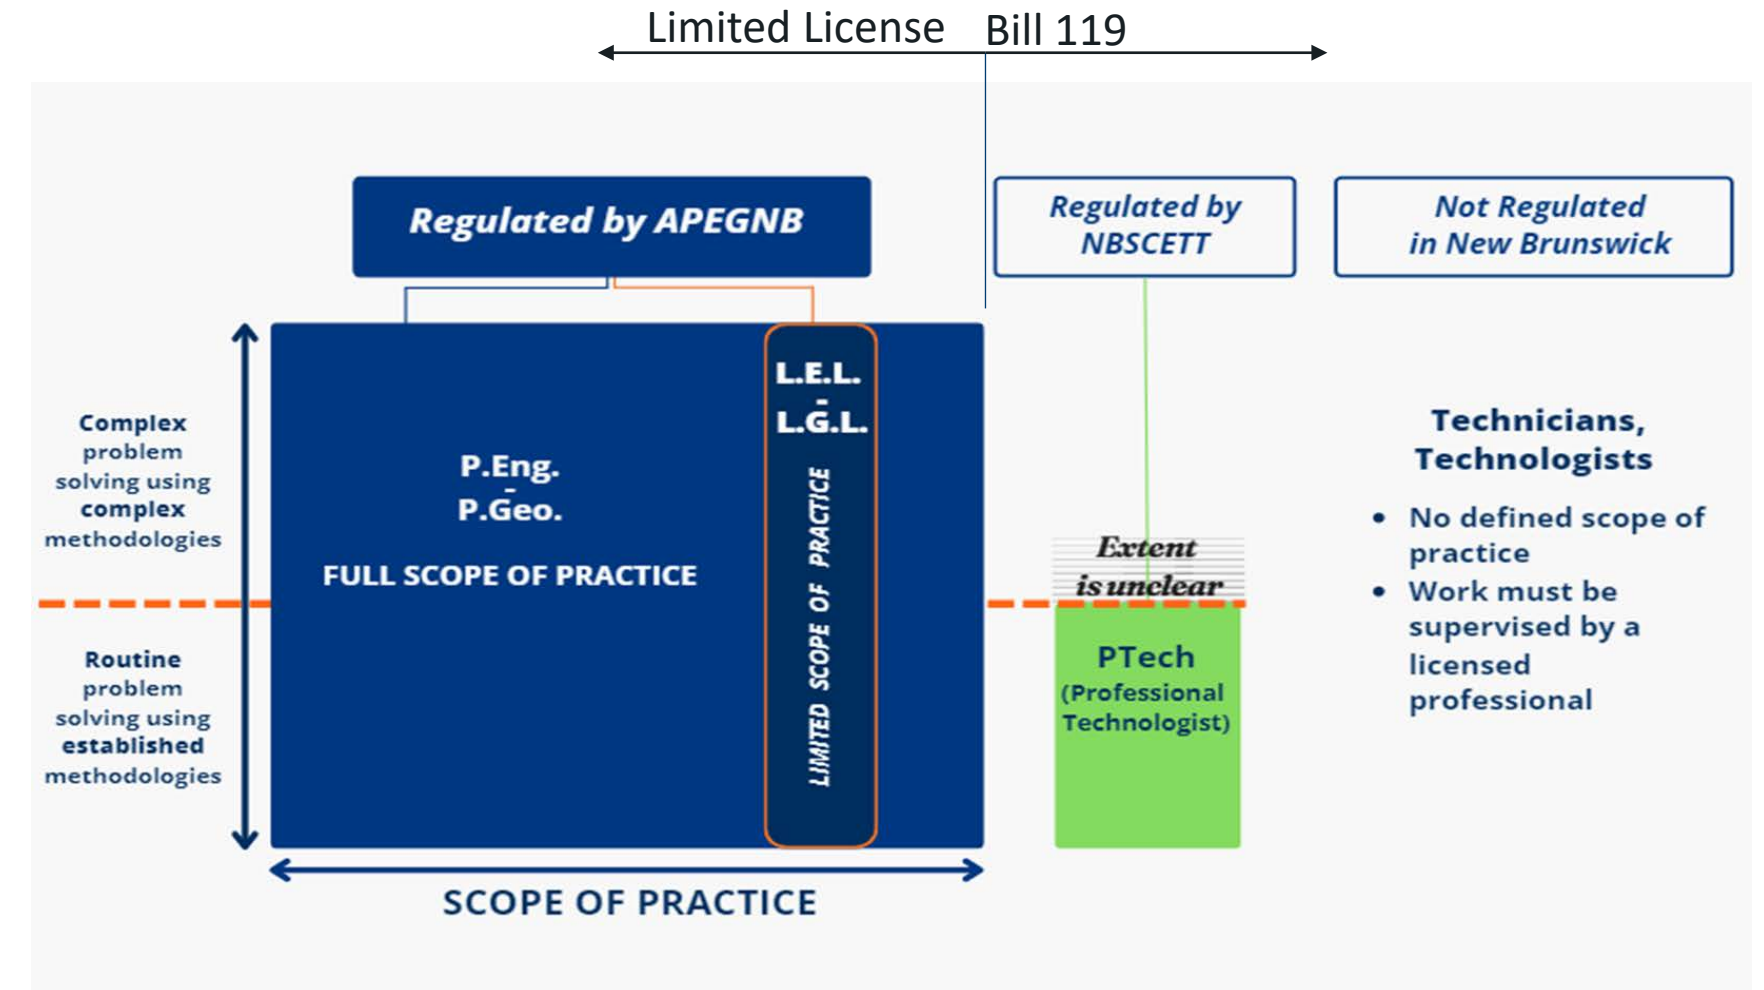 Limited License Bill 119
Regulated by APEGNB
Regulated by
NBSCETT
Not Regulated
in New Brunswick
Complex
problem
solving using
complex
methodologies
Routine
problem
solving using
established
methodologies
P.Eng.
-
P.Geo.
FULL SCOPE OF PRACTICE
L.E.L.
-
L.G.L.
LIMITED SCOPE OF PRACTICE
SCOPE OF PRACTICE
Extent
is unclear
PTech
(Professional
Technologist)
Technicians,
Technologists
• No defined scope of
practice
• Work must be
supervised by a
licensed
professional